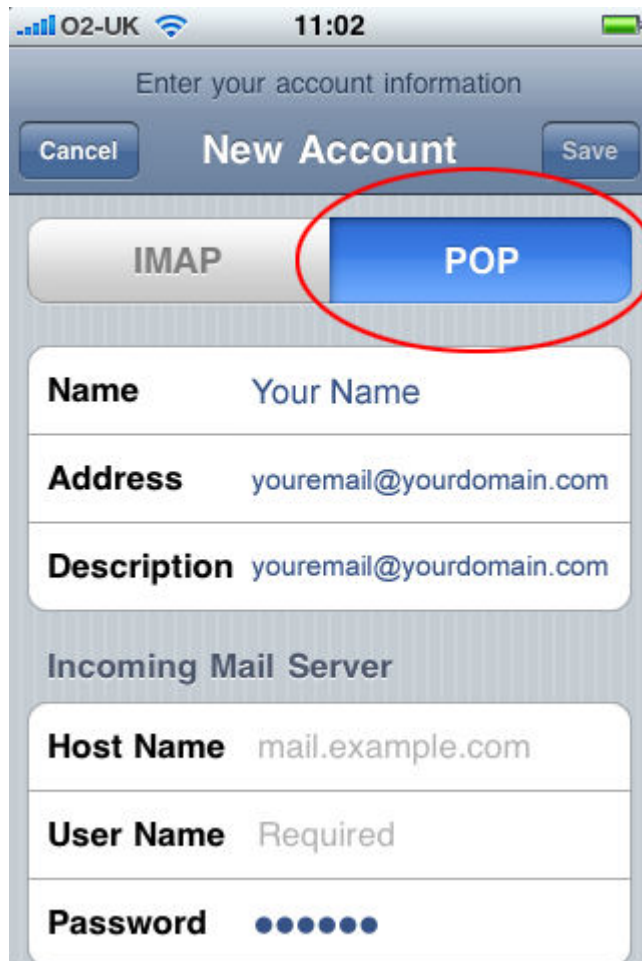 O2-UK 11:02
Enter your account information
Cancel New Account Save
IMAP POP
Name Your Name
Address youremail@yourdomain.com
Description youremail@yourdomain.com
Incoming Mail Server
Host Name mail.example.com
User Name Required
Password ●●●●●●